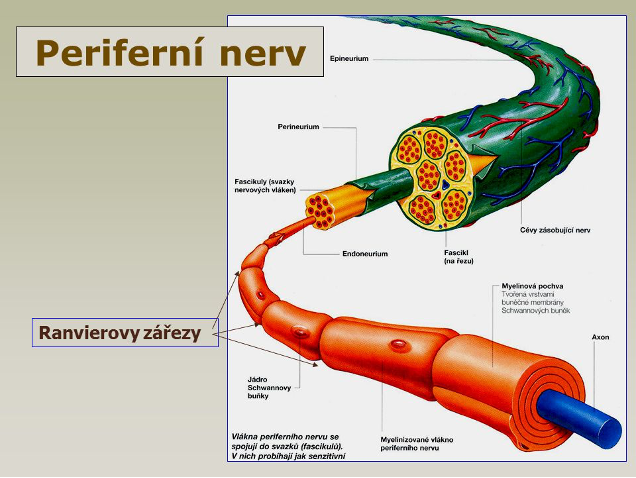 Periferní nerv
Epineurium
Perineurium
Fascikuly (svazky
nervových vláken)
Cévy zásobující nerv
Endoneurium
Fascikl
(na řezu)
Myelinová pochva
Tvořena vrstvami
buněčné membrány
Schwannových buněk
Ranvierovy zářezy
Axon
Jádro
Schwannovy
buňky
Vlákna periferního nervu se
spojují do svazků (fascikulů).
V nich probíhají jak senzitivní
Myelinizované vlákno
periferního nervu